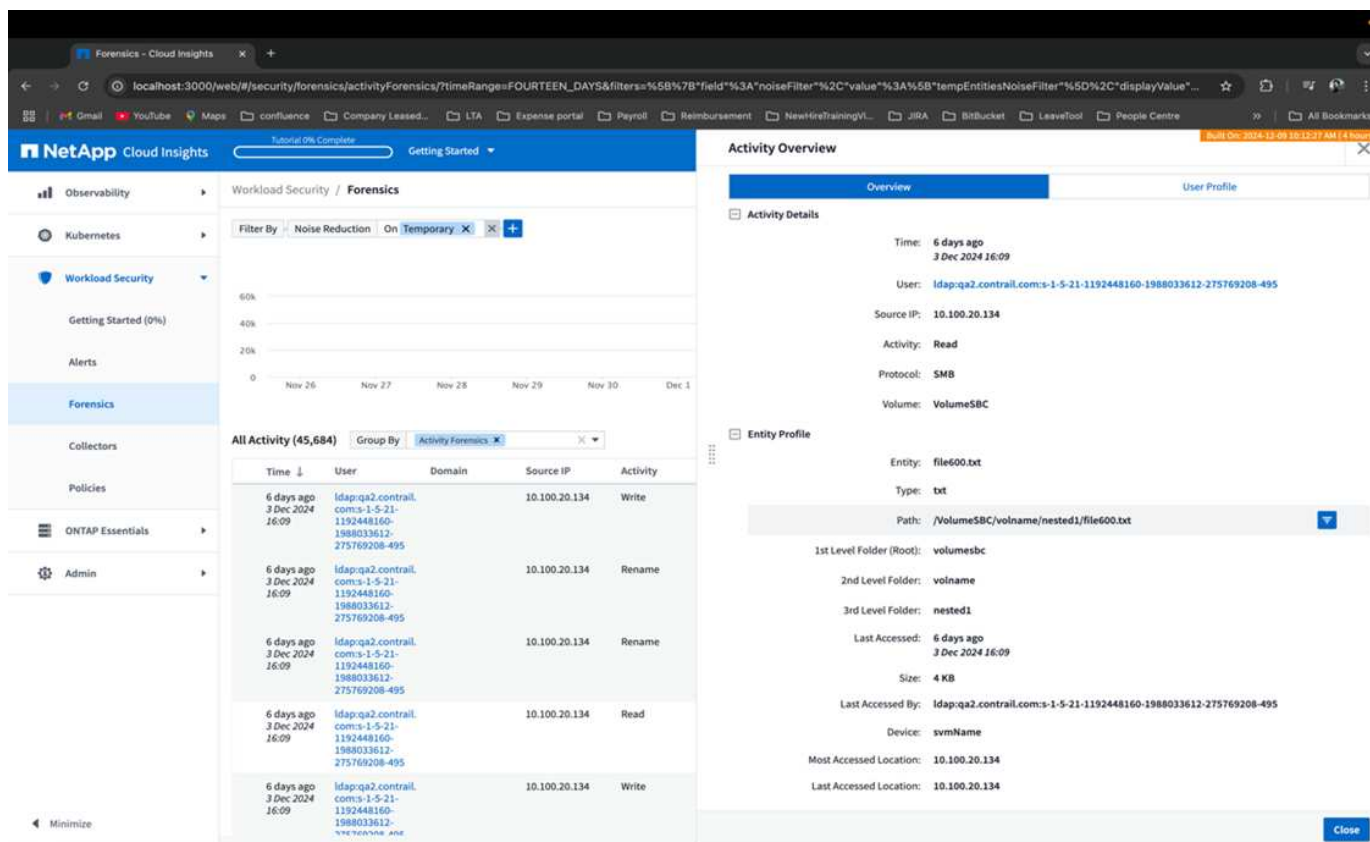 Forensics - Cloud Insights
localhost:3000/web/#/security/forensics/activityForensics/?timeRange=FOURTEEN_DAYS&filters=%5B%7B"field"%3A"noiseFilter"%2C"value"%3A%5B"tempEntitiesNoiseFilter"%5D%2C"displayValue"...
Gmail YouTube Maps confluence Company Leased... LTA Expense portal Payroll Reimbursement NewHireTrainingVi... JIRA BitBucket LeaveTool People Centre All Bookmarks
NetApp Cloud Insights
Tutorial 0% Complete
Getting Started
Built On: 2024-12-09 10:12:27 AM ( 4 hour
Observability
Kubernetes
Workload Security
Getting Started (0%)
Alerts
Forensics
Collectors
Policies
ONTAP Essentials
Admin
Minimize
Workload Security / Forensics
Filter By Noise Reduction On Temporary
60k
40k
20k
0
Nov 26 Nov 27 Nov 28 Nov 29 Nov 30 Dec 1
All Activity (45,684) Group By Activity Forensics
Time User Domain Source IP Activity
6 days ago ldap:qa2.contrail. 10.100.20.134 Write
3 Dec 2024 com:s-1-5-21-
16:09 1192448160-
1988033612-
275769208-495
6 days ago ldap:qa2.contrail. 10.100.20.134 Rename
3 Dec 2024 com:s-1-5-21-
16:09 1192448160-
1988033612-
275769208-495
6 days ago ldap:qa2.contrail. 10.100.20.134 Rename
3 Dec 2024 com:s-1-5-21-
16:09 1192448160-
1988033612-
275769208-495
6 days ago ldap:qa2.contrail. 10.100.20.134 Read
3 Dec 2024 com:s-1-5-21-
16:09 1192448160-
1988033612-
275769208-495
6 days ago ldap:qa2.contrail. 10.100.20.134 Write
3 Dec 2024 com:s-1-5-21-
16:09 1192448160-
1988033612-
Activity Overview
Overview User Profile
Activity Details
Time: 6 days ago
3 Dec 2024 16:09
User: ldap:qa2.contrail.com:s-1-5-21-1192448160-1988033612-275769208-495
Source IP: 10.100.20.134
Activity: Read
Protocol: SMB
Volume: VolumeSBC
Entity Profile
Entity: file600.txt
Type: txt
Path: /VolumeSBC/volname/nested1/file600.txt
1st Level Folder (Root): volumesbc
2nd Level Folder: volname
3rd Level Folder: nested1
Last Accessed: 6 days ago
3 Dec 2024 16:09
Size: 4 KB
Last Accessed By: ldap:qa2.contrail.com:s-1-5-21-1192448160-1988033612-275769208-495
Device: svmName
Most Accessed Location: 10.100.20.134
Last Accessed Location: 10.100.20.134
Close